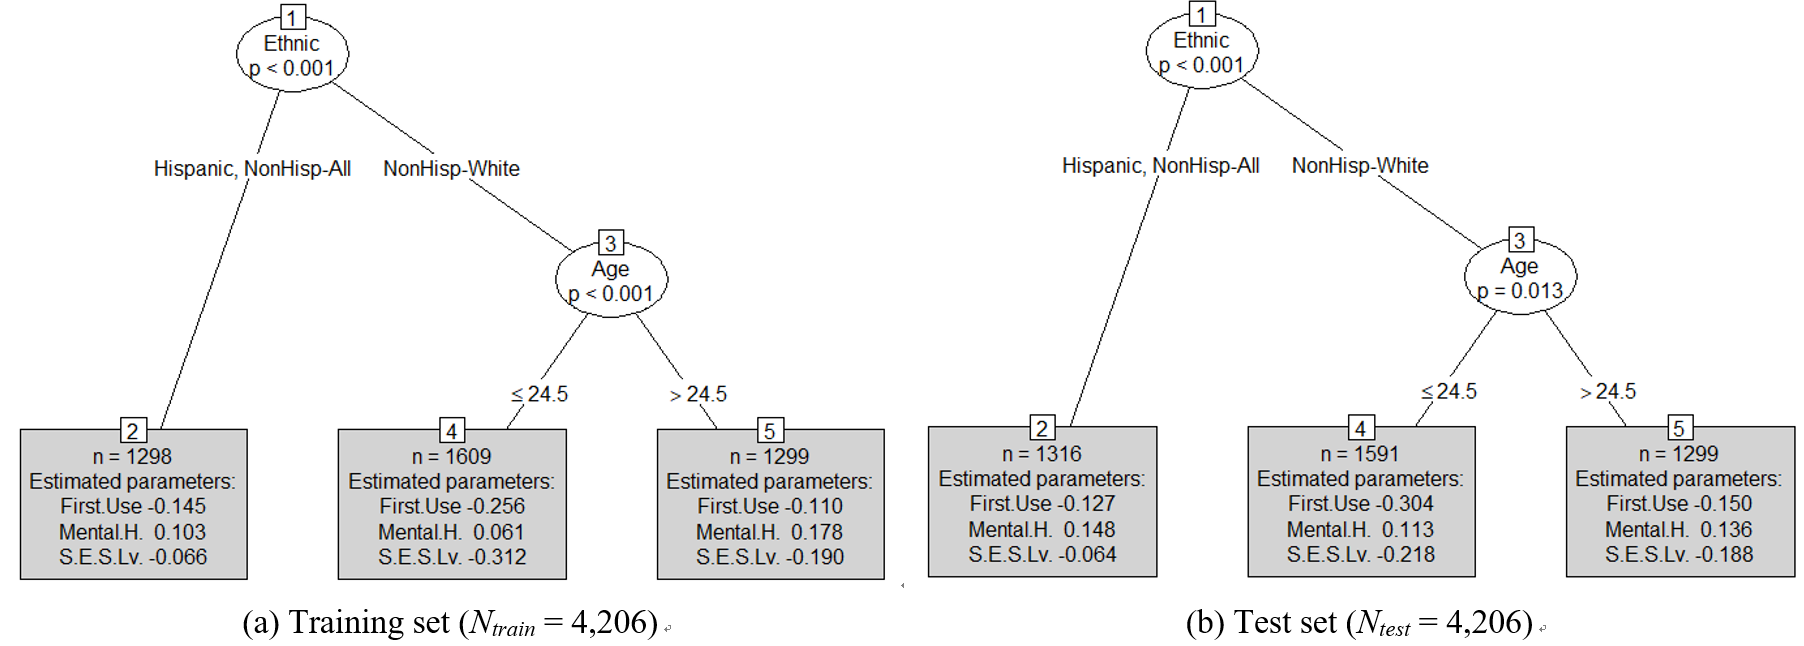 1
Ethnic
p < 0.001
Hispanic, NonHisp-All
NonHisp-White
3
Age
p < 0.001
≤ 24.5
> 24.5
2
n = 1298
Estimated parameters:
First.Use -0.145
Mental.H. 0.103
S.E.S.Lv. -0.066
4
n = 1609
Estimated parameters:
First.Use -0.256
Mental.H. 0.061
S.E.S.Lv. -0.312
5
n = 1299
Estimated parameters:
First.Use -0.110
Mental.H. 0.178
S.E.S.Lv. -0.190
(a) Training set (Ntrain = 4,206)
1
Ethnic
p < 0.001
Hispanic, NonHisp-All
NonHisp-White
3
Age
p = 0.013
≤ 24.5
> 24.5
2
n = 1316
Estimated parameters:
First.Use -0.127
Mental.H. 0.148
S.E.S.Lv. -0.064
4
n = 1591
Estimated parameters:
First.Use -0.304
Mental.H. 0.113
S.E.S.Lv. -0.218
5
n = 1299
Estimated parameters:
First.Use -0.150
Mental.H. 0.136
S.E.S.Lv. -0.188
(b) Test set (Ntest = 4,206)